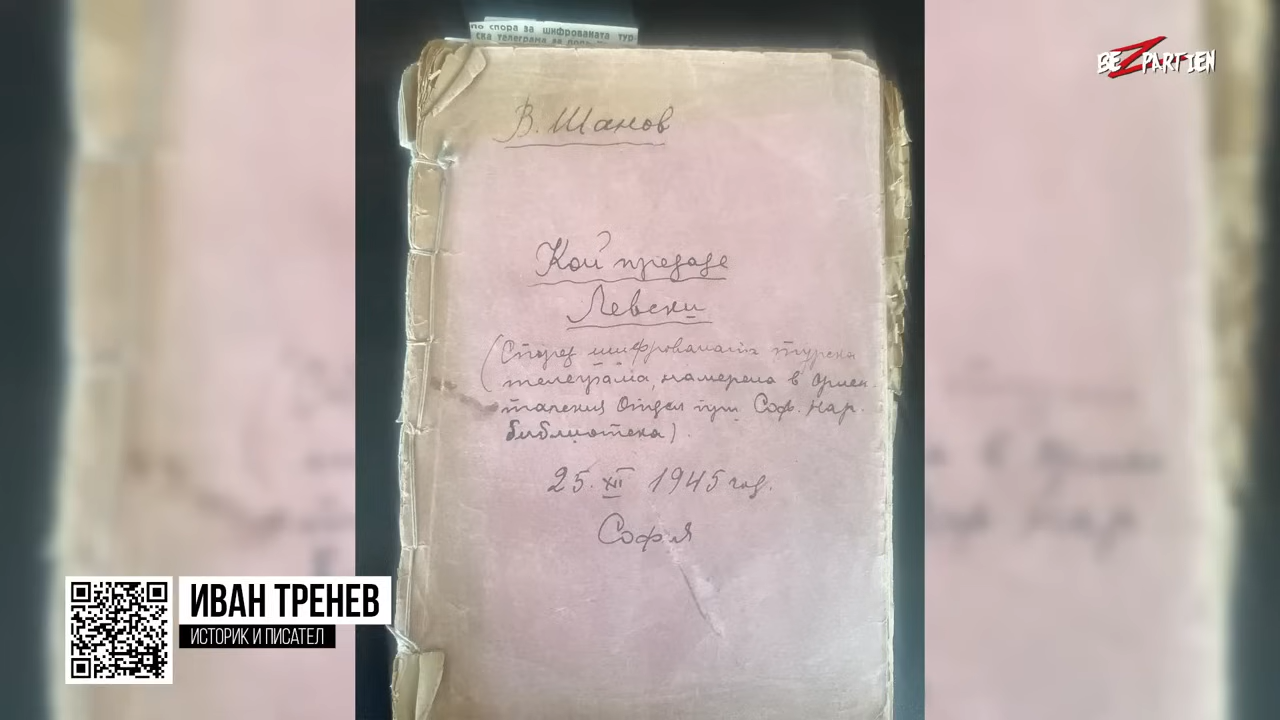 по спора за шифрованата тур-
ска телеграма за
BEZPARTIEN
В. Шанов
Кой предаде
Левски
(Според шифрованата турска
телеграма, намерена в Ориен-
талския Отдел при Соф. Нар.
библиотека).
25. XII 1945 год.
София
ИВАН ТРЕНЕВ
ИСТОРИК И ПИСАТЕЛ